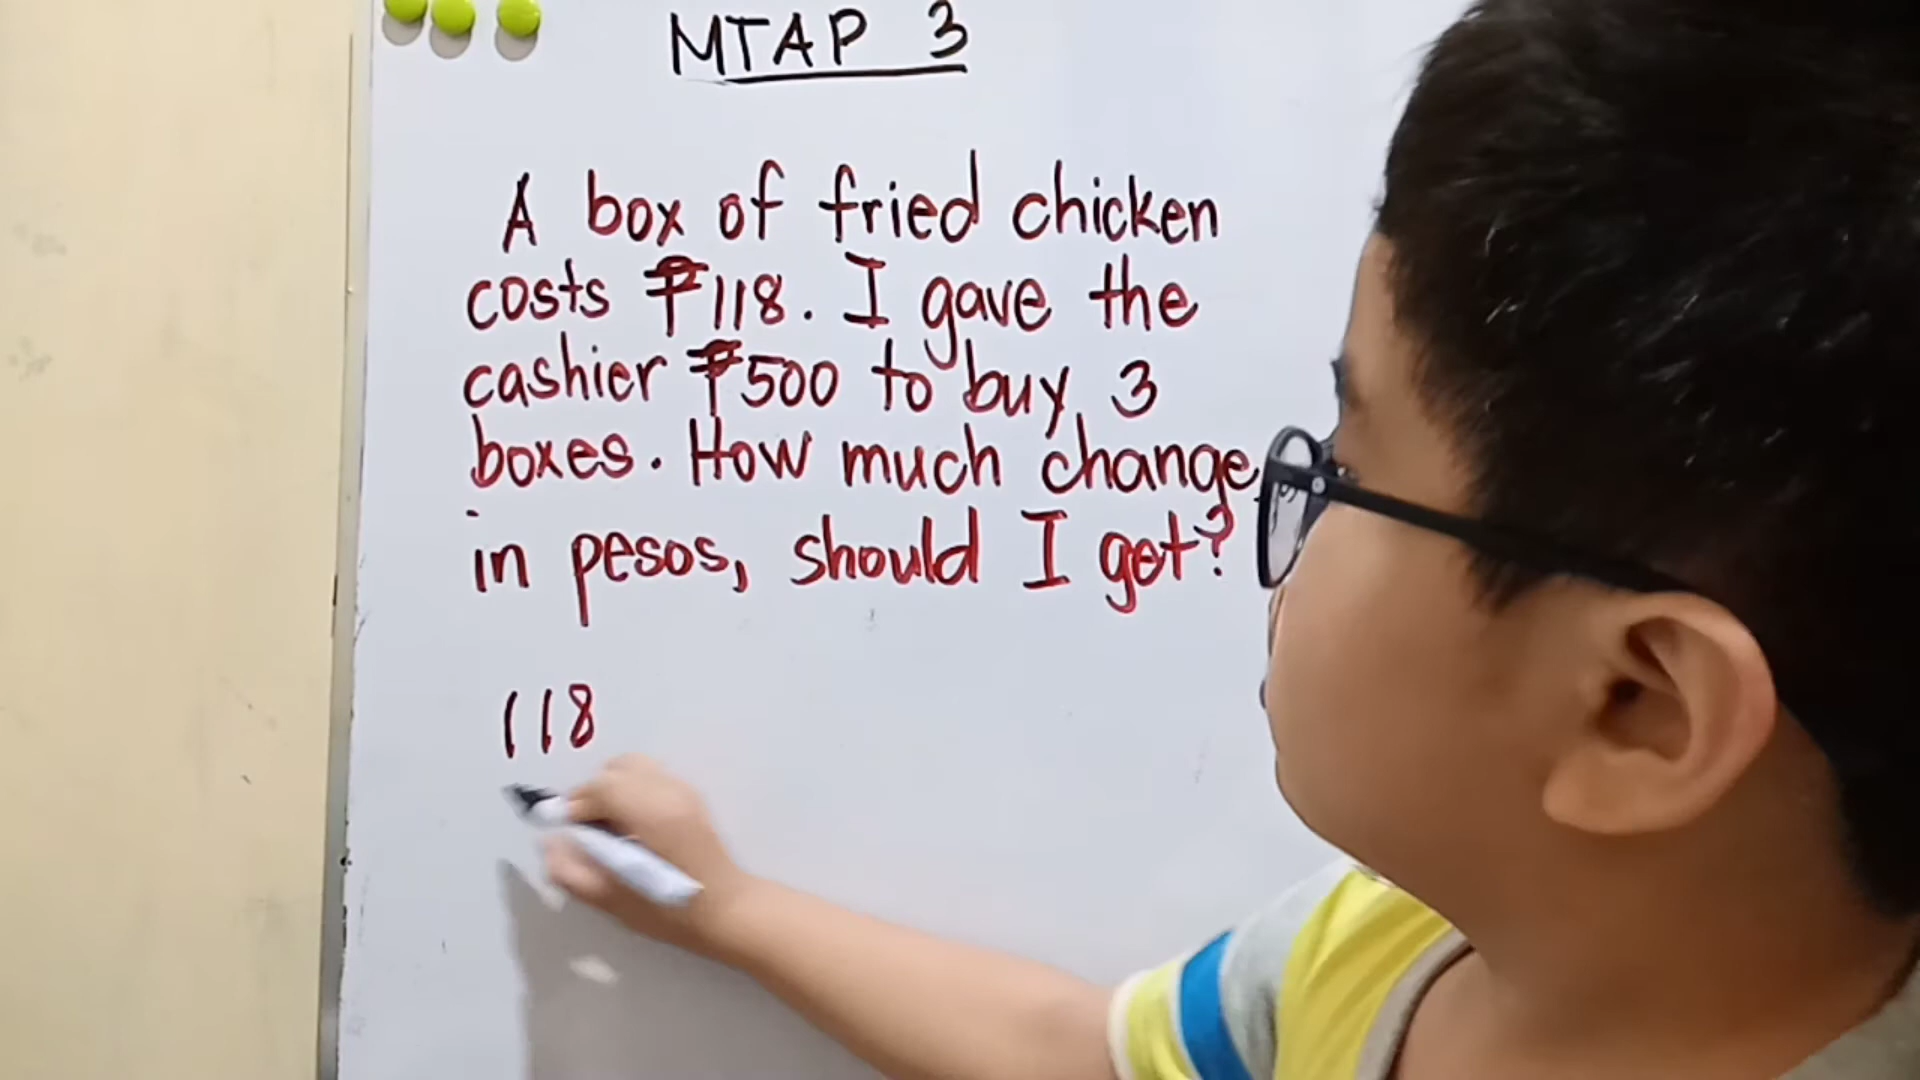 MTAP 3
A box of fried chicken
costs ₱118. I gave the
cashier ₱500 to buy 3
boxes. How much change,
in pesos, should I get?
118